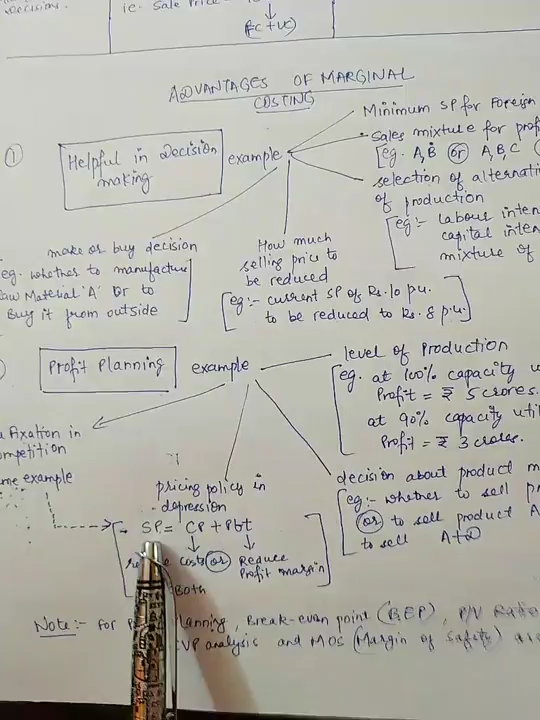 ie. Sale Price
(FC + VC)
ADVANTAGES OF MARGINAL
COSTING
① Helpful in Decision
making
example
Minimum SP for Foreign
Sales mixture for prof
[eg. A, B (or) A, B, C
selection of alternati
of production
[eg:- labour inten
capital inten
mixture of
make or buy decision
eg. whether to manufacture
Raw Material 'A' or to
Buy it from outside
How much
selling price to
be reduced
[eg:- current SP of Rs. 10 p.u.
to be reduced to Rs. 8 p.u.]
Profit Planning
example
level of Production
[eg. at 100% capacity u
Profit = ₹ 5 crores.
at 90% capacity util
Profit = ₹ 3 crores.
Fixation in
ompetition
me example
pricing policy in
depression
SP = CP + Pbt
costs (or) Reduce
Profit margin
Both
decision about product m
[eg:- whether to sell p
(or) to sell product A
to sell A+
Note:- For lanning, Break-even point (B.E.P), P/V Ratio
VP analysis and MOS (Margin of Safety) a